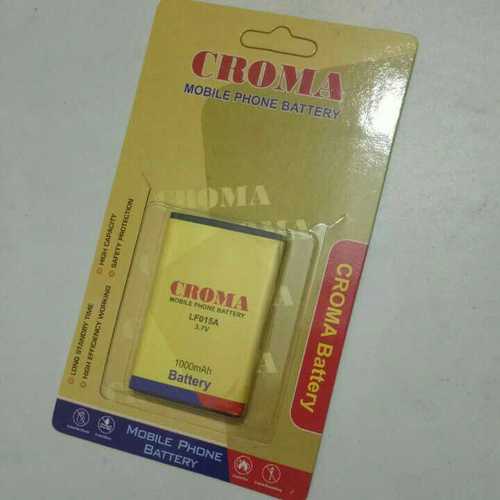 CROMA
MOBILE PHONE BATTERY
CROMA
HIGH CAPACITY
SAFETY PROTECTION
LONG STANDBY TIME
HIGH EFFICIENCY WORKING
CROMA
MOBILE PHONE BATTERY
LF015A
3.7V
1000mAh
Battery
CROMA Battery
MOBILE PHONE
BATTERY